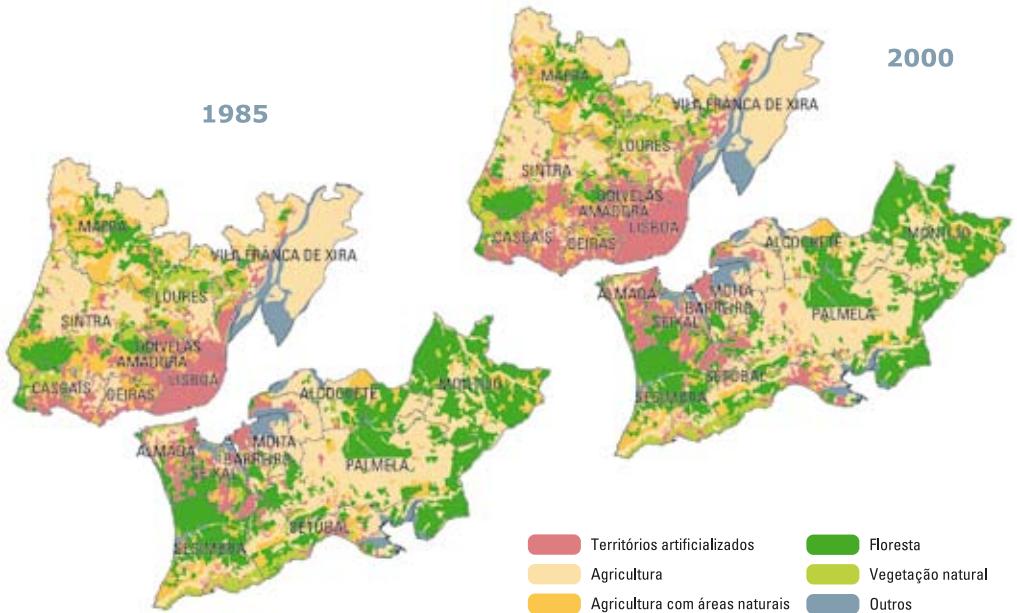 2000
MAFRA
VILA FRANCA DE XIRA
LOURES
SINTRA
ODIVELAS
AMADORA
LISBOA
CASCAIS
OEIRAS
ALCOCHETE
MONTIJO
ALMADA
MOITA
BARREIRO
SEIXAL
PALMELA
SETÚBAL
SESIMBRA
1985
MAFRA
VILA FRANCA DE XIRA
LOURES
SINTRA
ODIVELAS
AMADORA
LISBOA
CASCAIS
OEIRAS
ALCOCHETE
MONTIJO
ALMADA
MOITA
BARREIRO
SEIXAL
PALMELA
SETÚBAL
SESIMBRA
Territórios artificializados
Agricultura
Agricultura com áreas naturais
Floresta
Vegetação natural
Outros